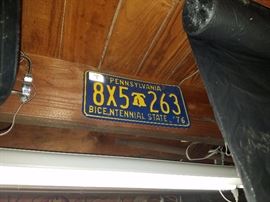 PENNSYLVANIA
8X5 263
BICENTENNIAL STATE '76